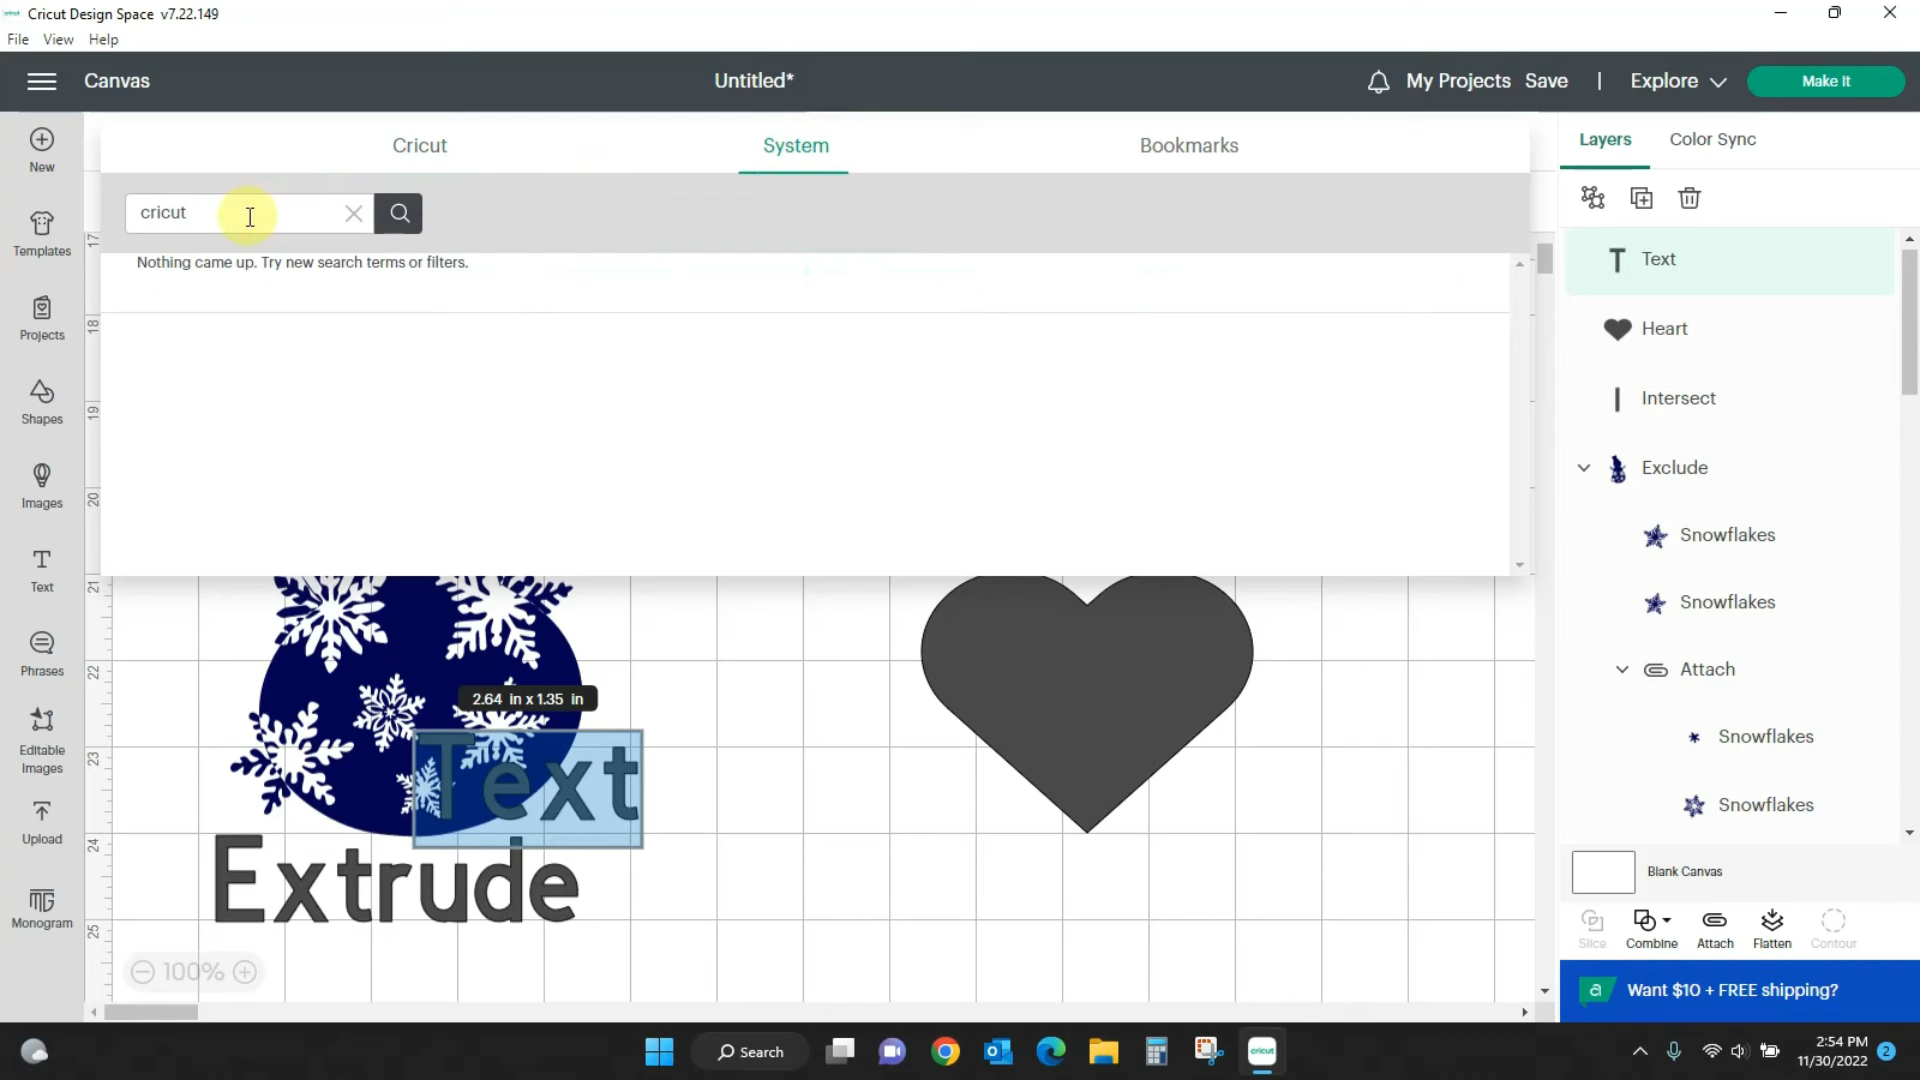 cricut Cricut Design Space v7.22.149
File View Help
Canvas
Untitled*
My Projects Save | Explore
Make It
New
Templates
Projects
Shapes
Images
Text
Phrases
Editable
Images
Upload
Monogram
Cricut
System
Bookmarks
cricut
Nothing came up. Try new search terms or filters.
17
18
19
20
21
22
23
24
25
2.64 in x 1.35 in
Text
Extrude
100%
Layers
Color Sync
Text
Heart
Intersect
Exclude
Snowflakes
Snowflakes
Attach
Snowflakes
Snowflakes
Blank Canvas
Slice
Combine
Attach
Flatten
Contour
a Want $10 + FREE shipping?
Search
cricut
2:54 PM
11/30/2022
2